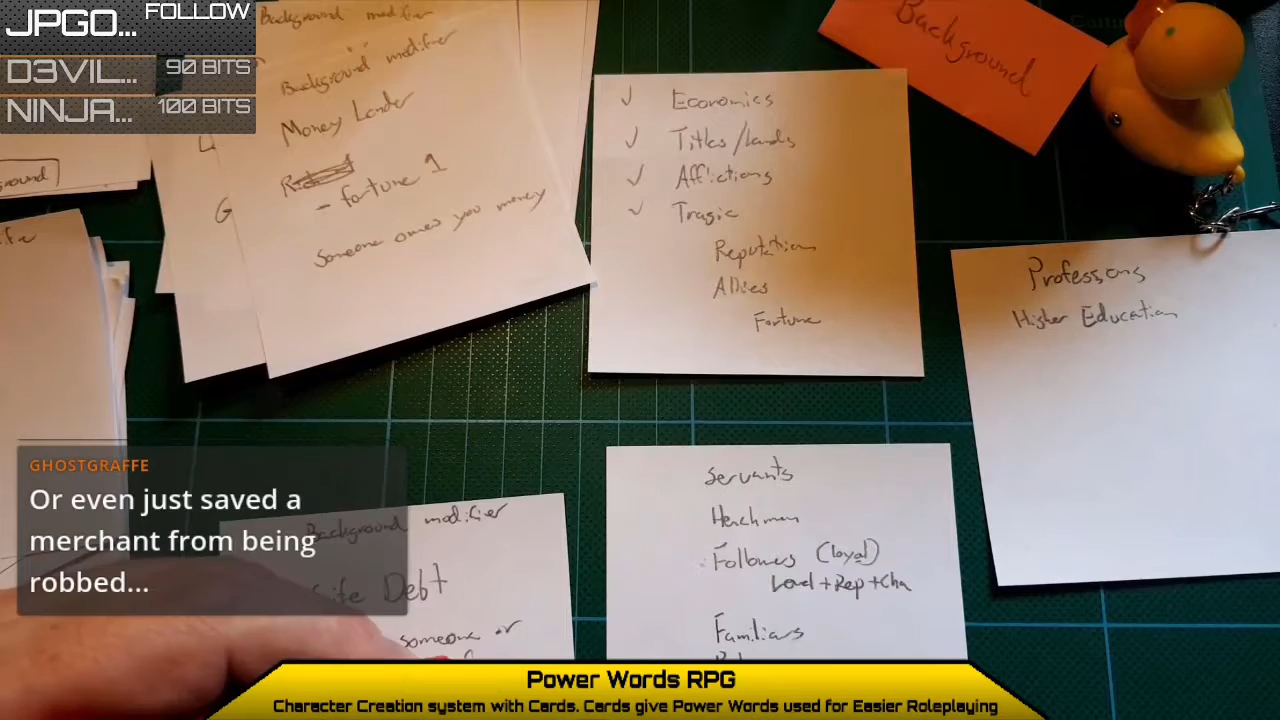 JPGO...
FOLLOW
D3VIL...
90 BITS
NINJA...
100 BITS
Background modifier
Background modifier
Money Lender
- fortune 1
Someone owes you money
Economics
Titles/lands
Afflictions
Tragic
Reputation
Allies
Fortune
Background
Professions
Higher Education
GHOSTGRAFFE
Or even just saved a
merchant from being
robbed...
Background modifier
Life Debt
someone or
Servants
Henchmen
Followers (loyal)
Level+Rep+Cha
Familiars
Power Words RPG
Character Creation system with Cards. Cards give Power Words used for Easier Roleplaying